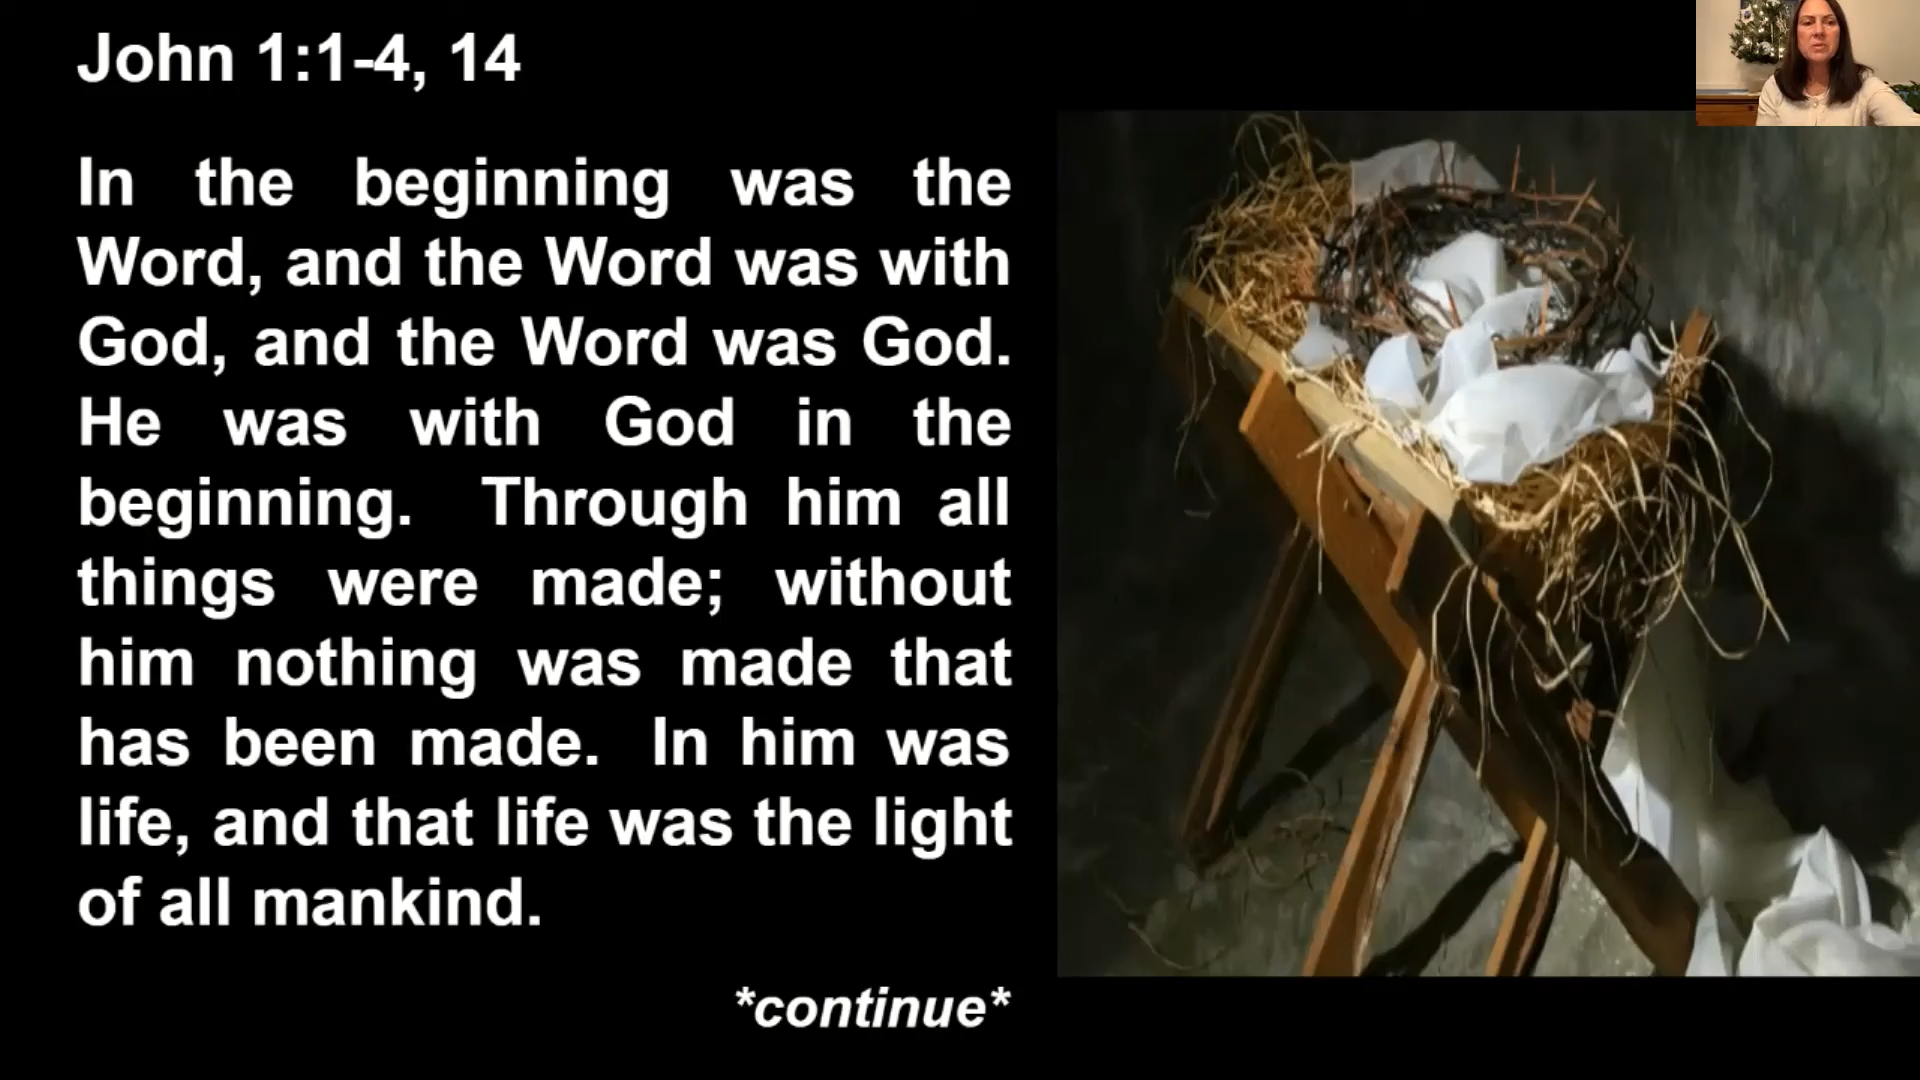 John 1:1-4, 14
In the beginning was the
Word, and the Word was with
God, and the Word was God.
He was with God in the
beginning. Through him all
things were made; without
him nothing was made that
has been made. In him was
life, and that life was the light
of all mankind.
*continue*